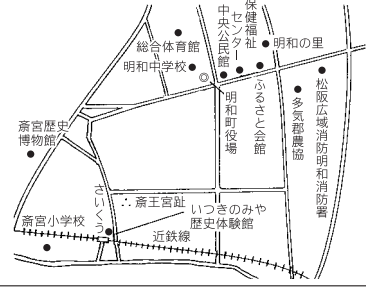 総合体育館
明和中学校
中央公民館
保健福祉
センター
明和の里
明和町役場
ふるさと会館
多気郡農協
松阪広域消防明和消防署
斎宮歴史
博物館
さいくう
斎王宮趾
いつきのみや
歴史体験館
斎宮小学校
近鉄線